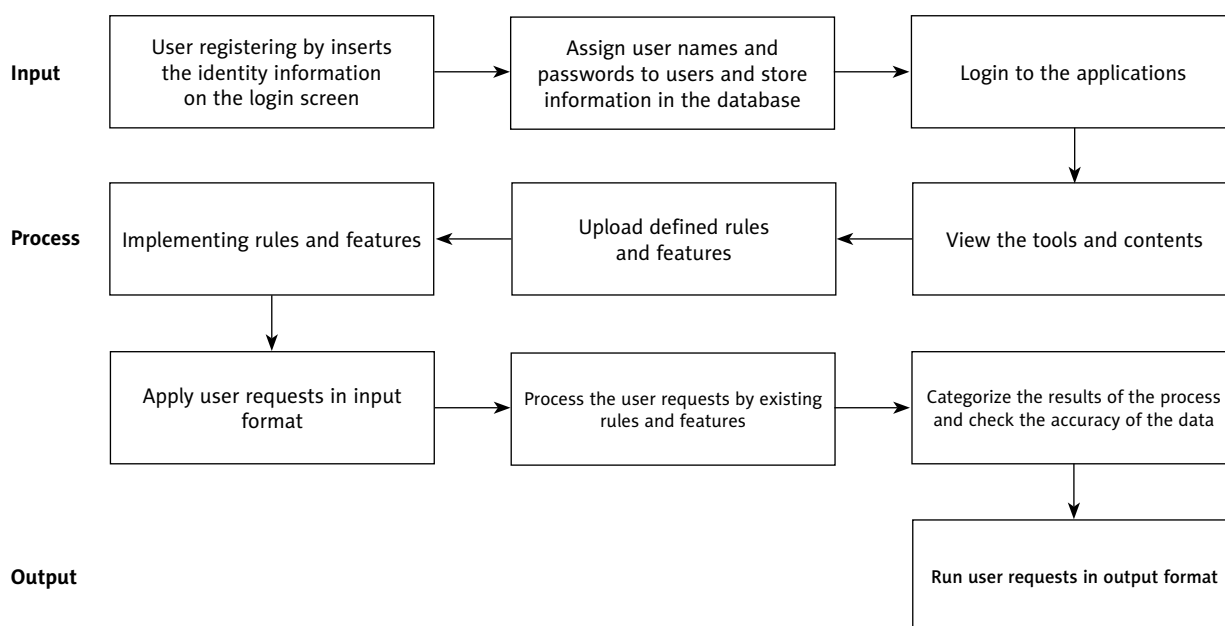 Input
User registering by inserts
the identity information
on the login screen
Assign user names and
passwords to users and store
information in the database
Login to the applications
Process
Implementing rules and features
Upload defined rules
and features
View the tools and contents
Apply user requests in input
format
Process the user requests by existing
rules and features
Categorize the results of the process
and check the accuracy of the data
Output
Run user requests in output format